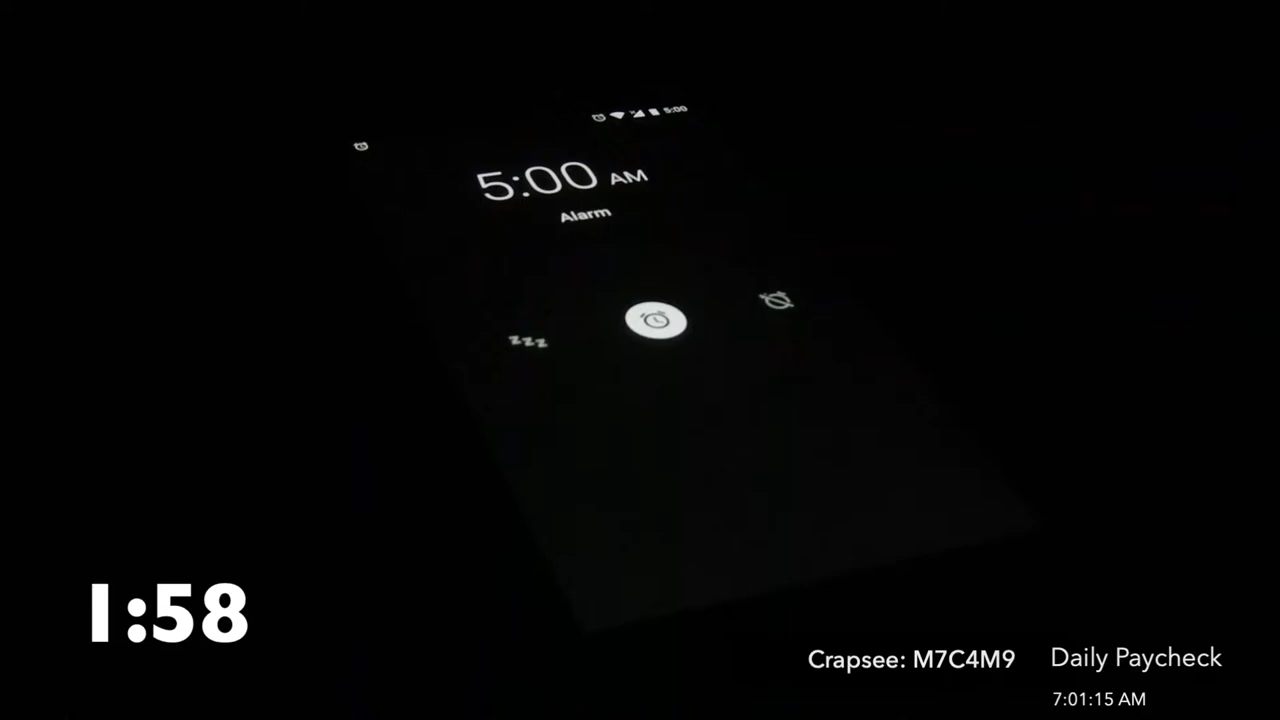 5:00
5:00 AM
Alarm
zzz
1:58
Crapsee: M7C4M9
Daily Paycheck
7:01:15 AM